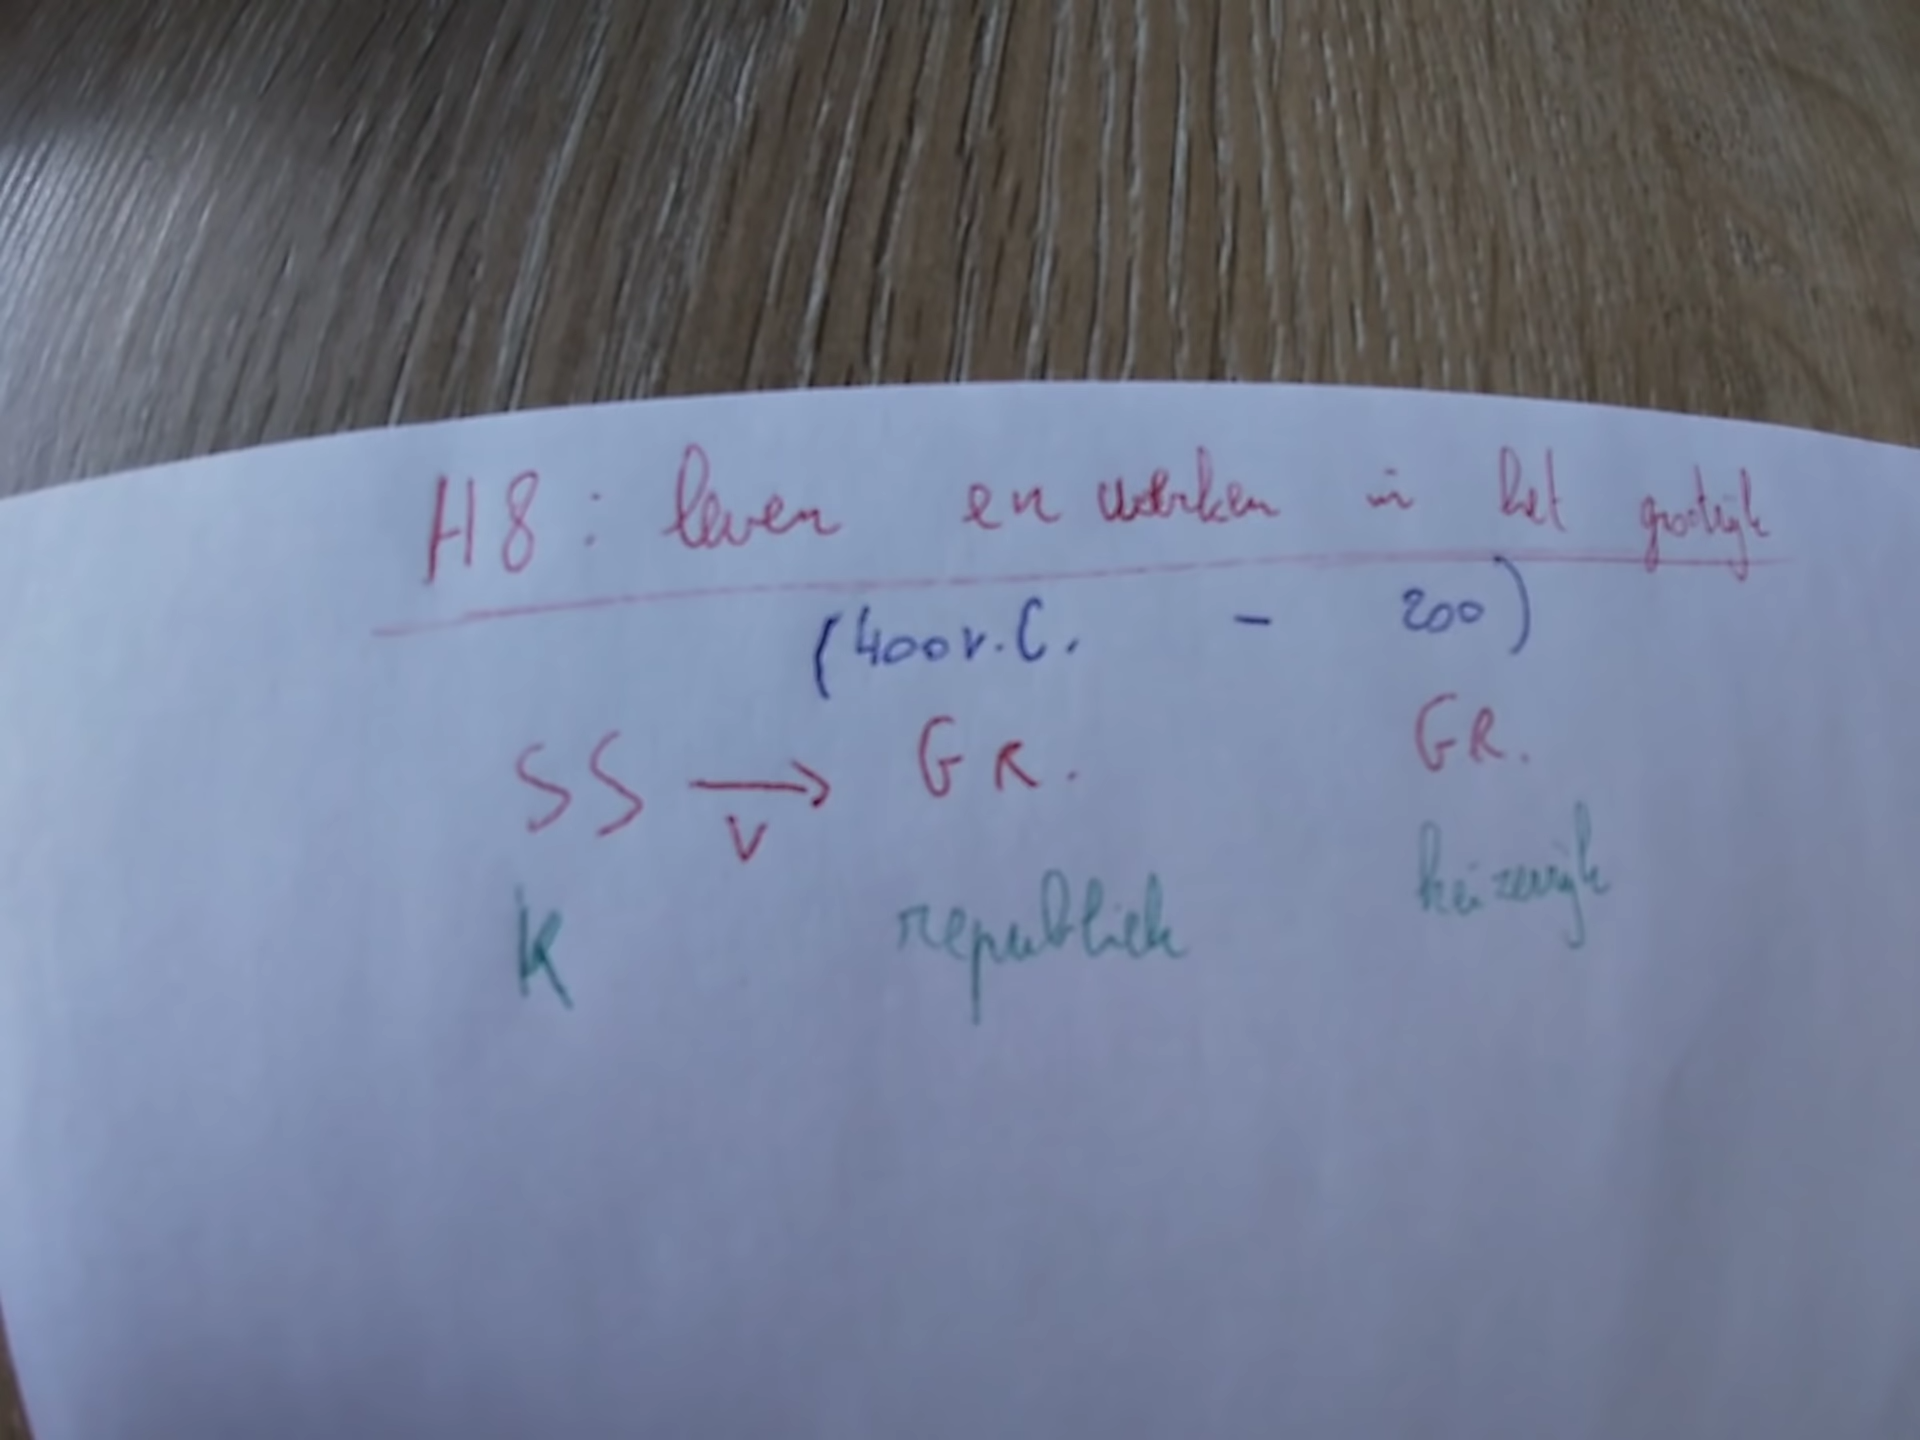 H8: leven en werken in het grootrijk
(400 v.C. - 200)
SS → GR. GR.
V
K republiek keizerrijk